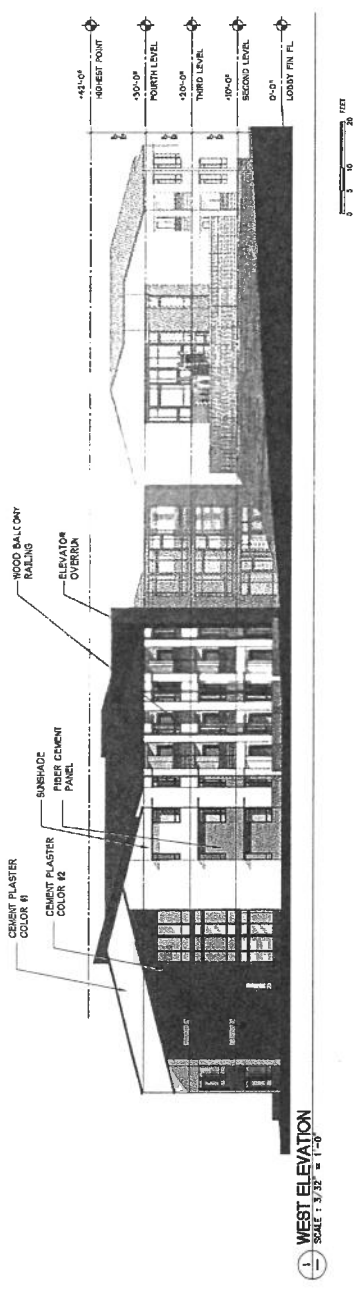 CEMENT PLASTER
COLOR #1
CEMENT PLASTER
COLOR #2
SUNSHADE
FIBER CEMENT
PANEL
WOOD BALCONY
RAILING
ELEVATOR
OVERRUN
+42'-0"
HIGHEST POINT
+30'-0"
FOURTH LEVEL
+20'-0"
THIRD LEVEL
+10'-0"
SECOND LEVEL
0'-0"
LOBBY FIN FL
1
WEST ELEVATION
SCALE : 3/32" = 1'-0"
0 5 10 20
FEET